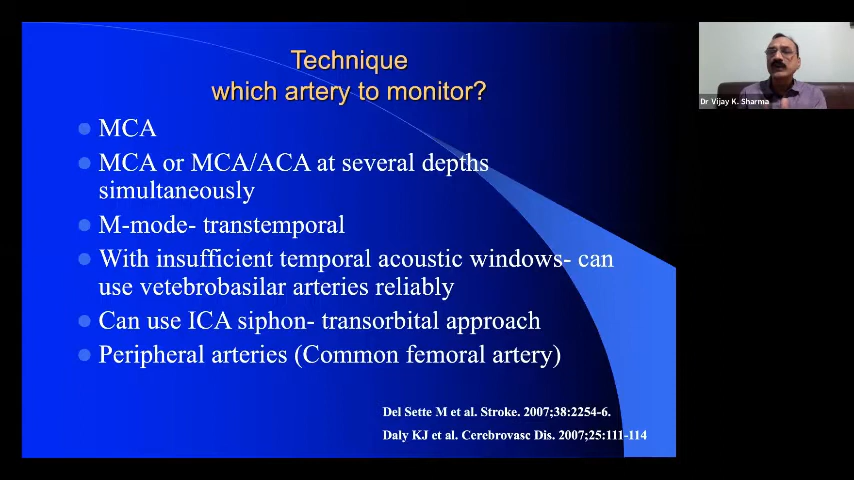 Technique
which artery to monitor?
MCA
MCA or MCA/ACA at several depths
simultaneously
M-mode- transtemporal
With insufficient temporal acoustic windows- can
use vetebrobasilar arteries reliably
Can use ICA siphon- transorbital approach
Peripheral arteries (Common femoral artery)
Del Sette M et al. Stroke. 2007;38:2254-6.
Daly KJ et al. Cerebrovasc Dis. 2007;25:111-114
Dr Vijay K. Sharma